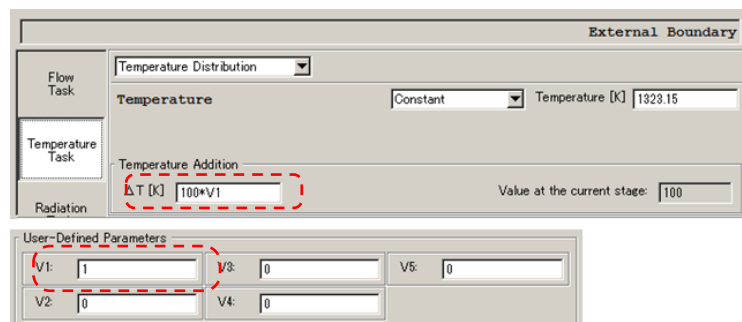 External Boundary
Flow
Task
Temperature Distribution
Temperature Constant Temperature [K] 1323.15
Temperature
Task
Temperature Addition
ΔT [K] 100*V1 Value at the current stage: 100
Radiation
User-Defined Parameters
V1: 1 V3: 0 V5: 0
V2: 0 V4: 0